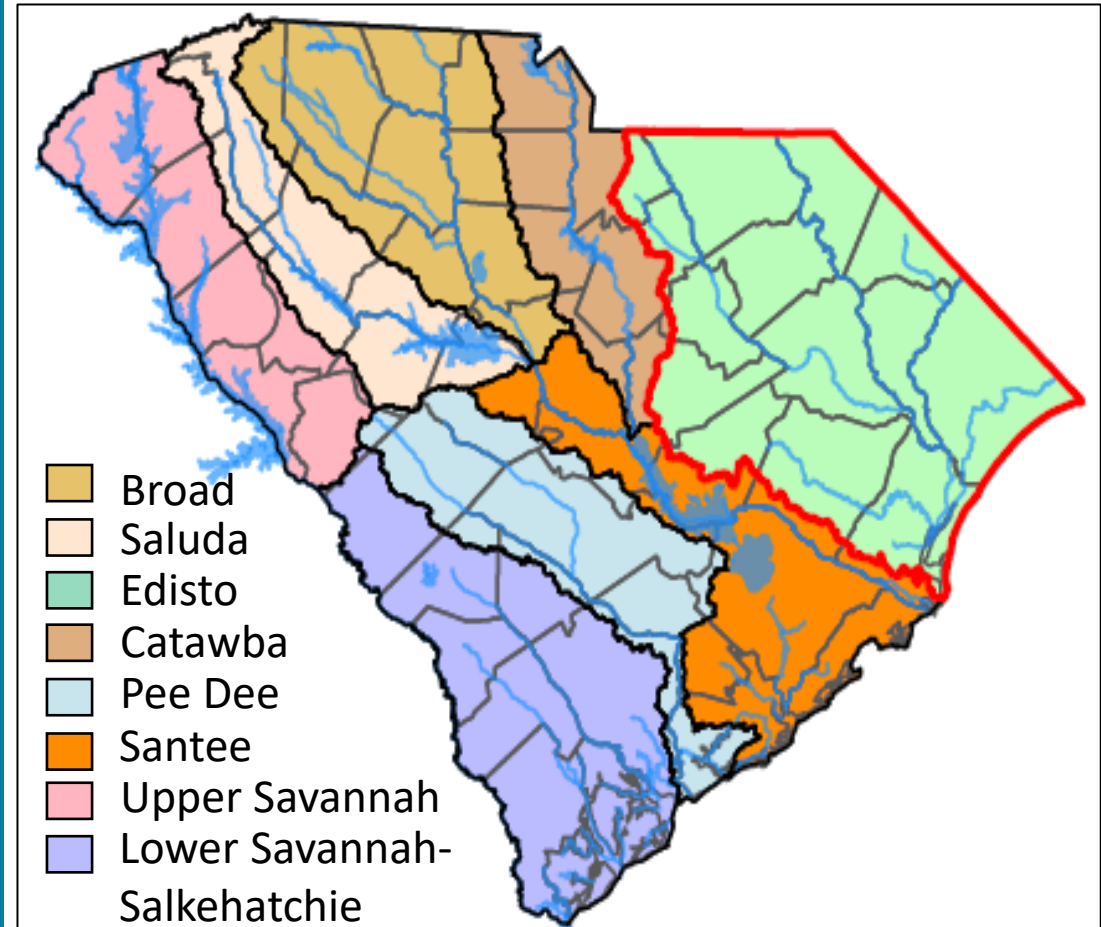 Broad
Saluda
Edisto
Catawba
Pee Dee
Santee
Upper Savannah
Lower Savannah-
Salkehatchie